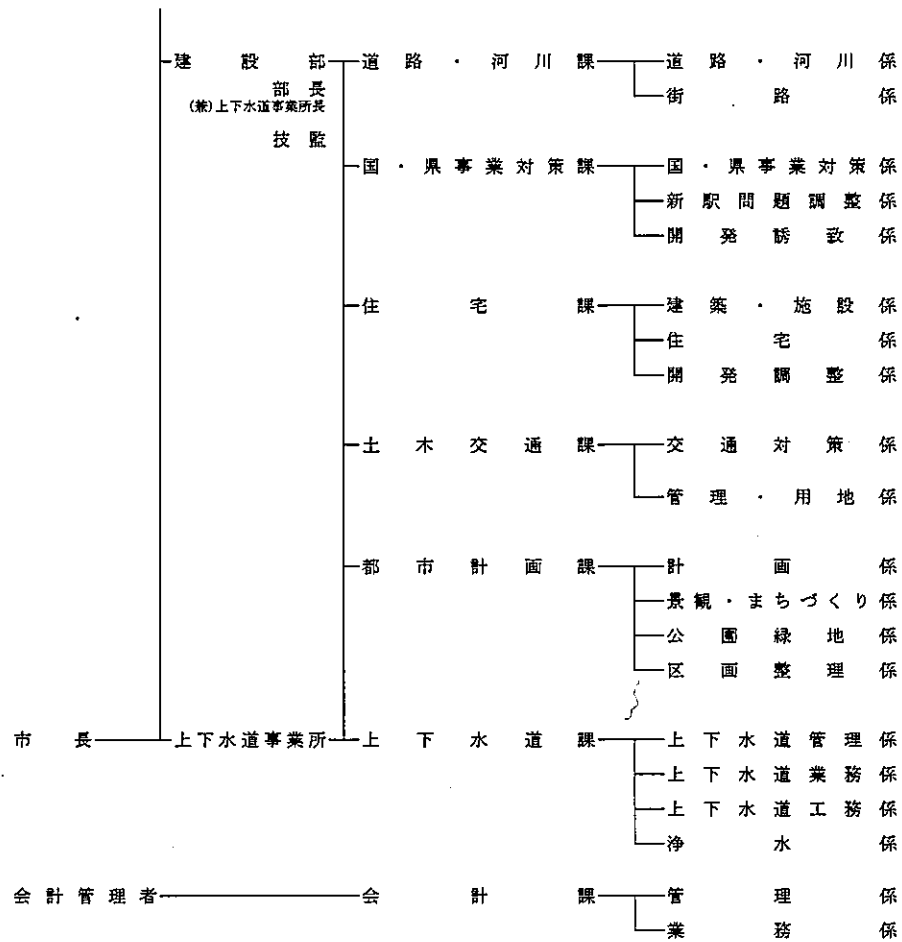 建設部 道路・河川課 道路・河川係
部長 街路係
(兼)上下水道事業所長
技監
国・県事業対策課 国・県事業対策係
新駅問題調整係
開発誘致係
住宅課 建築・施設係
住宅係
開発調整係
土木交通課 交通対策係
管理・用地係
都市計画課 計画係
景観・まちづくり係
公園緑地係
区画整理係
市長 上下水道事業所 上下水道課 上下水道管理係
上下水道業務係
上下水道工務係
浄水係
会計管理者 会計課 管理係
業務係